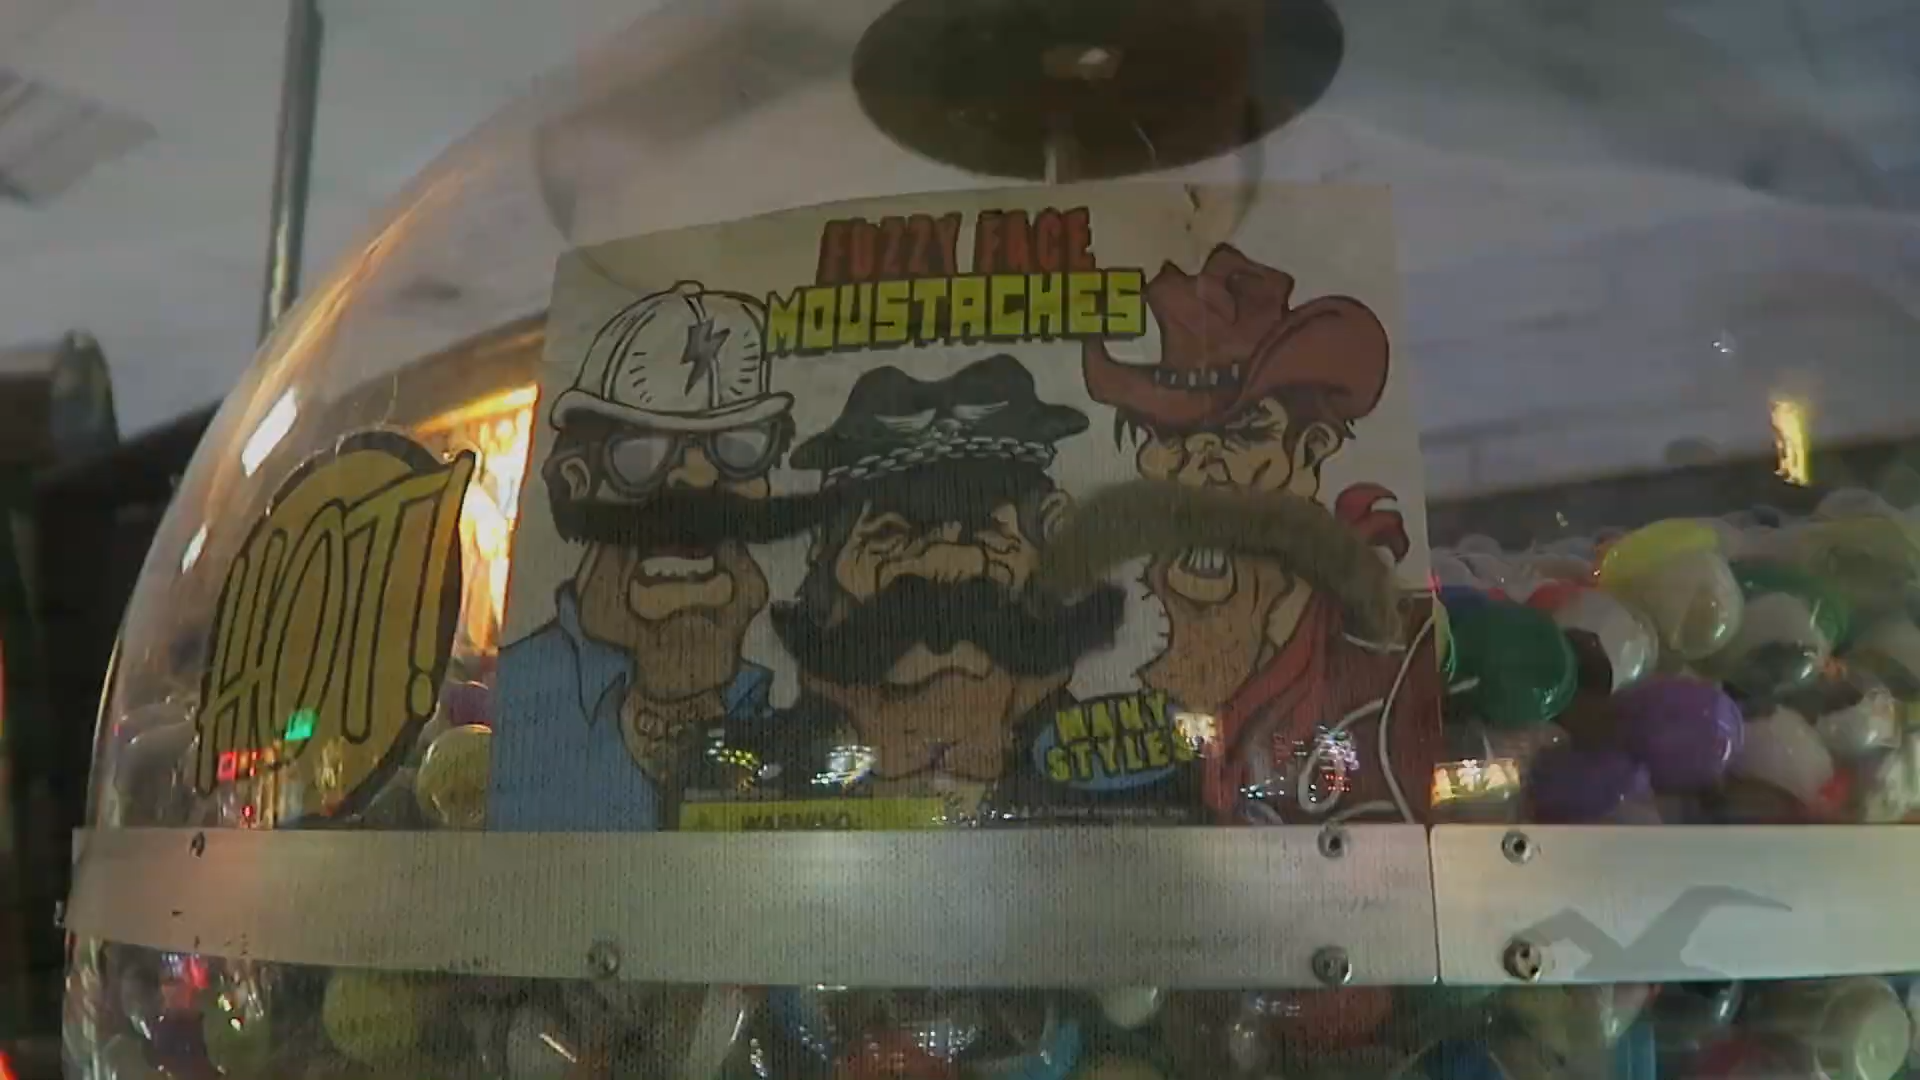 FUZZY FACE
MOUSTACHES
HOT!
MANY
STYLES
WARNING: